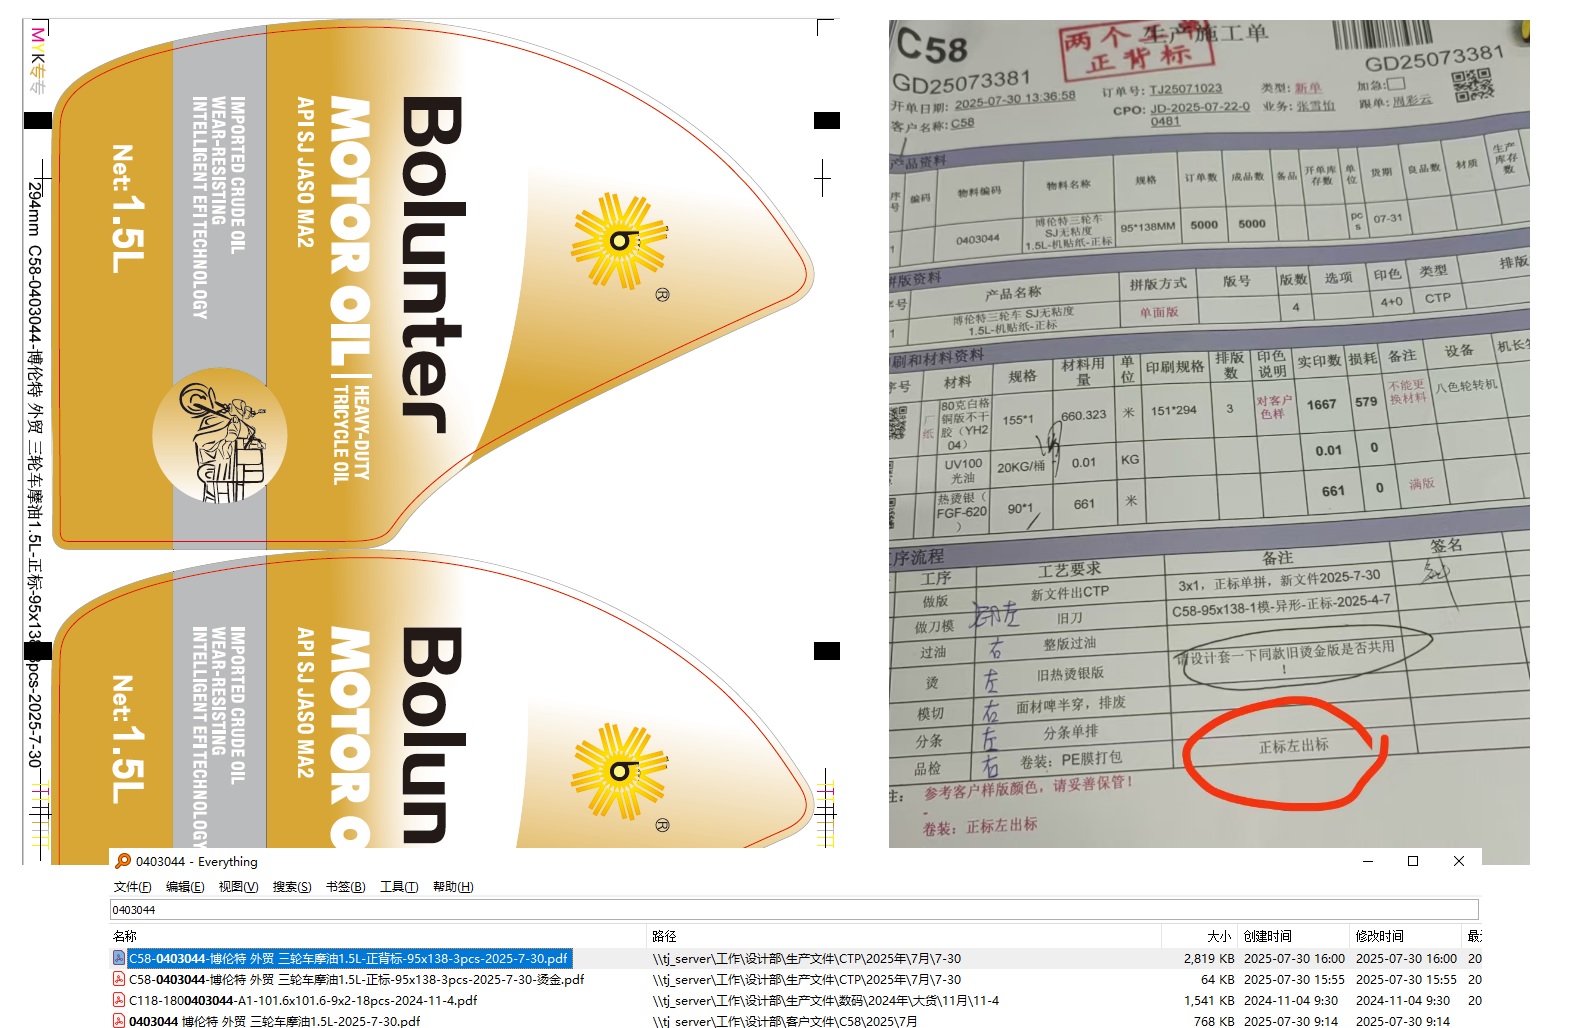 MYK专专
294mm C58-0403044-博伦特 外贸 三轮车摩油1.5L-正标-95x138-3pcs-2025-7-30
Bolunter
MOTOR OIL
HEAVY-DUTY
TRICYCLE OIL
API SJ JASO MA2
IMPORTED CRUDE OIL
WEAR-RESISTING
INTELLIGENT EFI TECHNOLOGY
Net:1.5L
b
®
Bolun
MOTOR O
API SJ JASO MA2
IMPORTED CRUDE OIL
WEAR-RESISTING
INTELLIGENT EFI TECHNOLOGY
Net:1.5L
b
®
C58
两个
正背标
生产施工单
GD25073381
GD25073381
开单日期: 2025-07-30 13:36:58
订单号: TJ25071023
类型: 新单
加急:
客户名称: C58
CPO: JD-2025-07-22-0
0481
业务: 张雪怡
跟单: 周彩云
产品资料
序号 编码 物料编码 物料名称 规格 订单数 成品数 备品 开单库存数 单位 货期 良品数 材质 生产库存数
1 0403044 博伦特三轮车 SJ无粘度 1.5L-机贴纸-正标 95*138MM 5000 5000 pcs 07-31
拼版资料
序号 产品名称 拼版方式 版号 版数 选项 印色 类型 排版
1 博伦特三轮车 SJ无粘度 1.5L-机贴纸-正标 单面版 4 4+0 CTP
印刷和材料资料
序号 材料 规格 材料用量 单位 印刷规格 排版数 印色说明 实印数 损耗 备注 设备
厂纸 80克白格铜版不干胶（YH204） 155*1 660.323 米 151*294 3 对客户色样 1667 579 不能更换材料 八色轮转机
UV100光油 20KG/桶 0.01 KG 0.01 0
热烫银（FGF-620） 90*1 661 米 661 0 满版
工序流程
工序 工艺要求 备注 签名
做版 新文件出CTP 3x1，正标单拼，新文件2025-7-30
做刀模 印左 旧刀 C58-95x138-1模-异形-正标-2025-4-7
过油 右 整版过油
烫 左 旧热烫银版 请设计套一下同款旧烫金版是否共用！
模切 右 面材啤半穿，排废
分条 左 分条单排
品检 右 卷装：PE膜打包 正标左出标
注： 参考客户样版颜色，请妥善保管！
卷装：正标左出标
0403044 - Everything
文件(F) 编辑(E) 视图(V) 搜索(S) 书签(B) 工具(T) 帮助(H)
0403044
名称 路径 大小 创建时间 修改时间
C58-0403044-博伦特 外贸 三轮车摩油1.5L-正背标-95x138-3pcs-2025-7-30.pdf \\tj_server\工作\设计部\生产文件\CTP\2025年\7月\7-30 2,819 KB 2025-07-30 16:00 2025-07-30 16:00 20
C58-0403044-博伦特 外贸 三轮车摩油1.5L-正标-95x138-3pcs-2025-7-30-烫金.pdf \\tj_server\工作\设计部\生产文件\CTP\2025年\7月\7-30 64 KB 2025-07-30 15:55 2025-07-30 15:55 20
C118-1800403044-A1-101.6x101.6-9x2-18pcs-2024-11-4.pdf \\tj_server\工作\设计部\生产文件\数码\2024年\大货\11月\11-4 1,541 KB 2024-11-04 9:30 2024-11-04 9:30 20
0403044 博伦特 外贸 三轮车摩油1.5L-2025-7-30.pdf \\tj_server\工作\设计部\客户文件\C58\2025\7月 768 KB 2025-07-30 9:14 2025-07-30 9:14 20